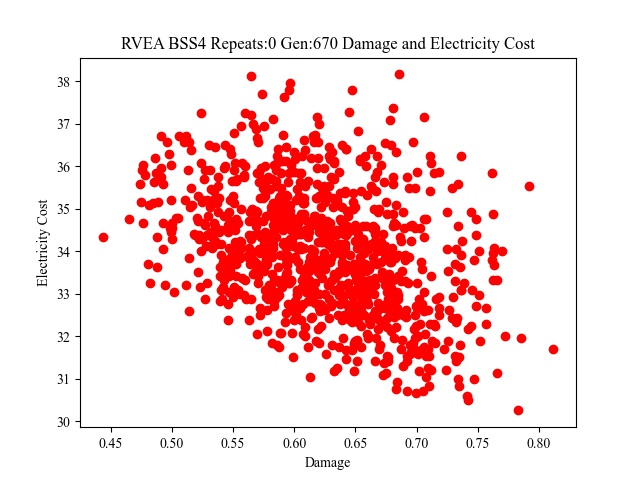 RVEA BSS4 Repeats:0 Gen:670 Damage and Electricity Cost
38
37
36
35
34
33
32
31
30
Electricity Cost
0.45 0.50 0.55 0.60 0.65 0.70 0.75 0.80
Damage